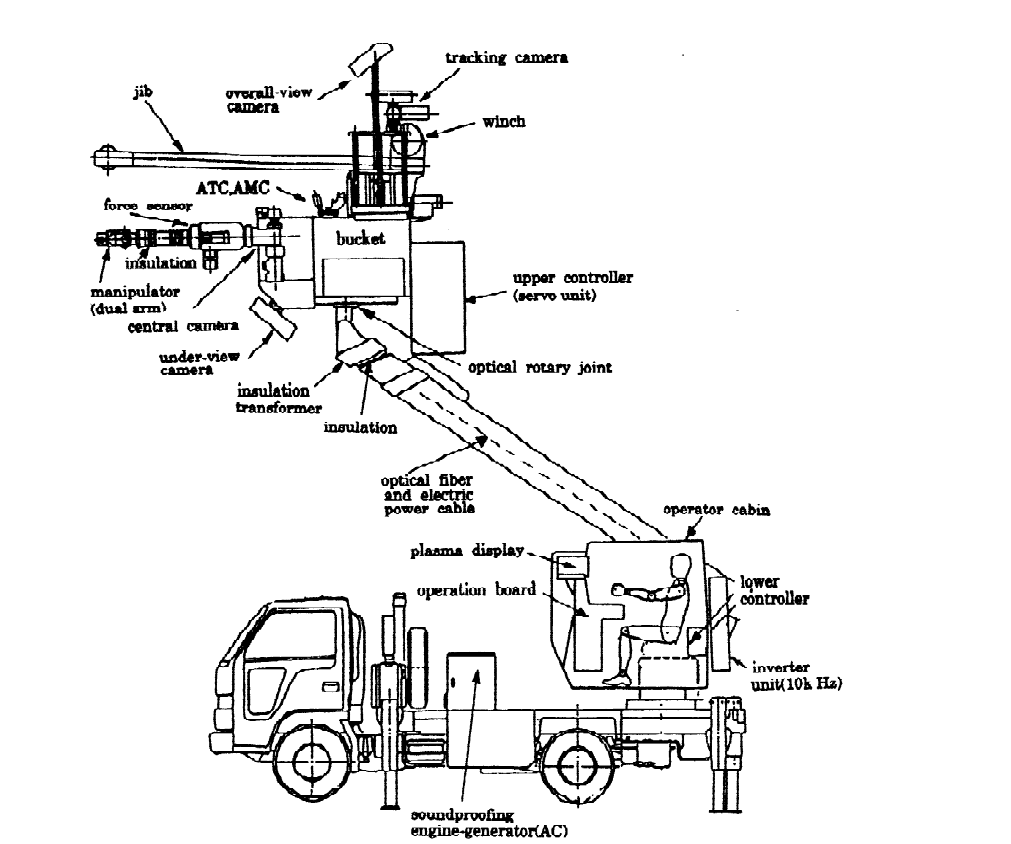 tracking camera
jib
overall-view
camera
winch
ATC,AMC
force sensor
bucket
insulation
upper controller
(servo unit)
manipulator
(dual arm)
central camera
under-view
camera
optical rotary joint
insulation
transformer
insulation
optical fiber
and electric
power cable
operator cabin
plasma display
operation board
lower
controller
inverter
unit(10k Hz)
soundproofing
engine-generator(AC)